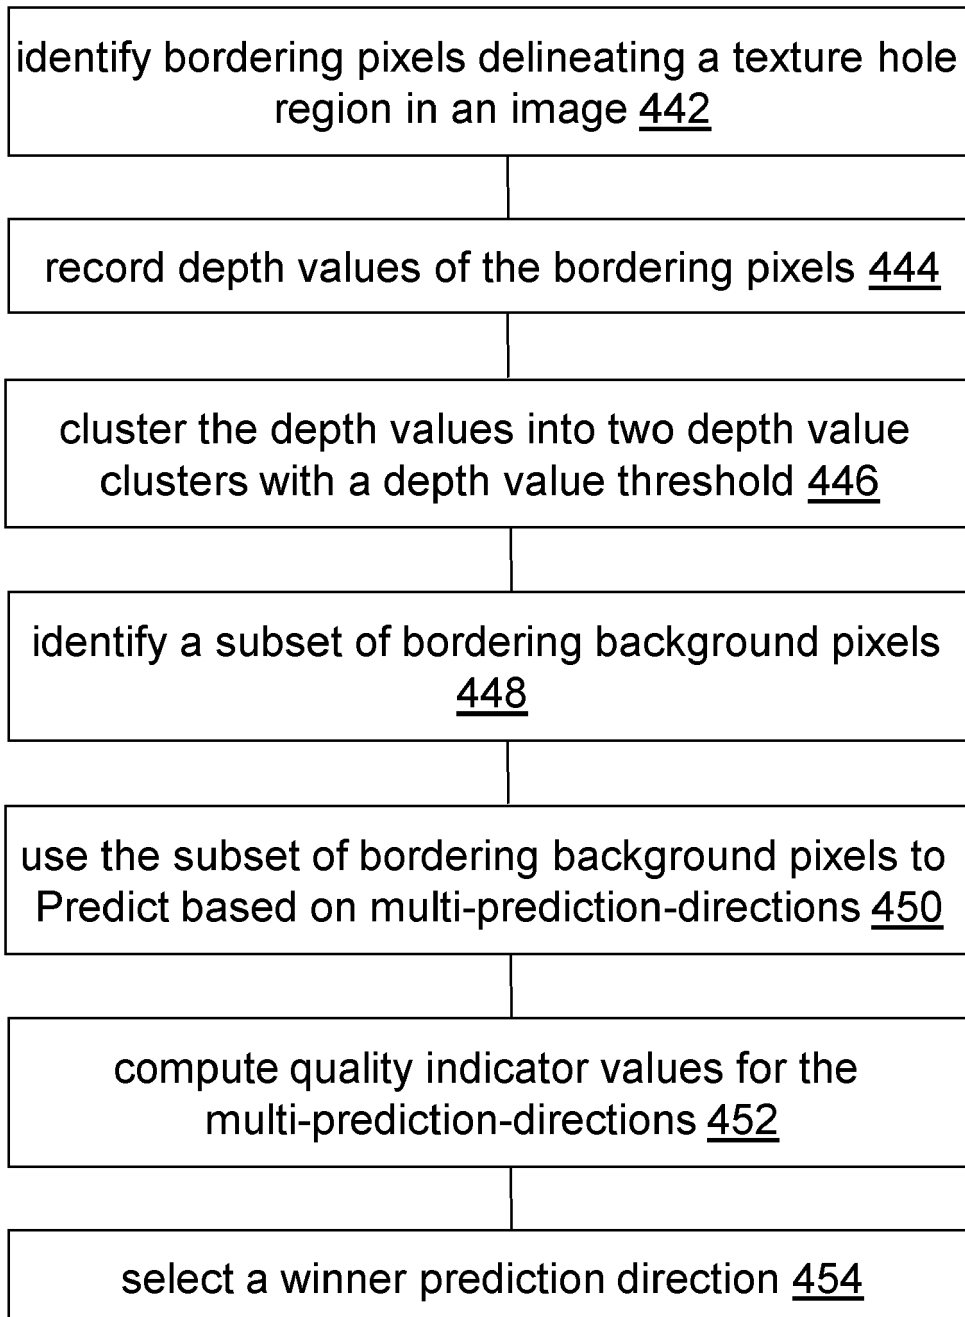 identify bordering pixels delineating a texture hole
region in an image 442
record depth values of the bordering pixels 444
cluster the depth values into two depth value
clusters with a depth value threshold 446
identify a subset of bordering background pixels
448
use the subset of bordering background pixels to
Predict based on multi-prediction-directions 450
compute quality indicator values for the
multi-prediction-directions 452
select a winner prediction direction 454